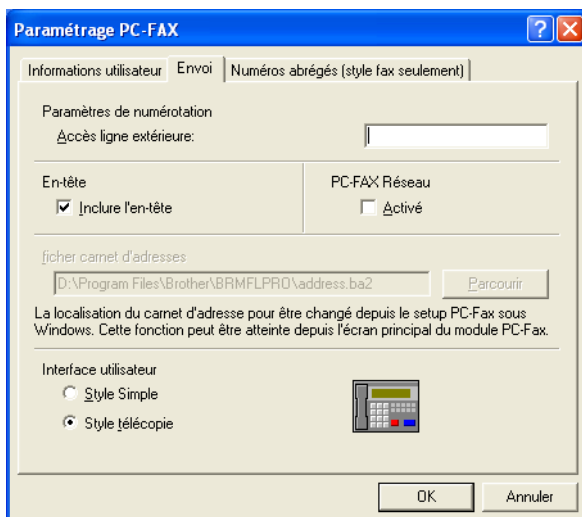 Paramétrage PC-FAX
Informations utilisateur
Envoi
Numéros abrégés (style fax seulement)
Paramètres de numérotation
Accès ligne extérieure:
En-tête
Inclure l'en-tête
PC-FAX Réseau
Activé
ficher carnet d'adresses
D:\Program Files\Brother\BRMFLPRO\address.ba2
Parcourir
La localisation du carnet d'adresse pour être changé depuis le setup PC-Fax sous
Windows. Cette fonction peut être atteinte depuis l'écran principal du module PC-Fax.
Interface utilisateur
Style Simple
Style télécopie
OK
Annuler